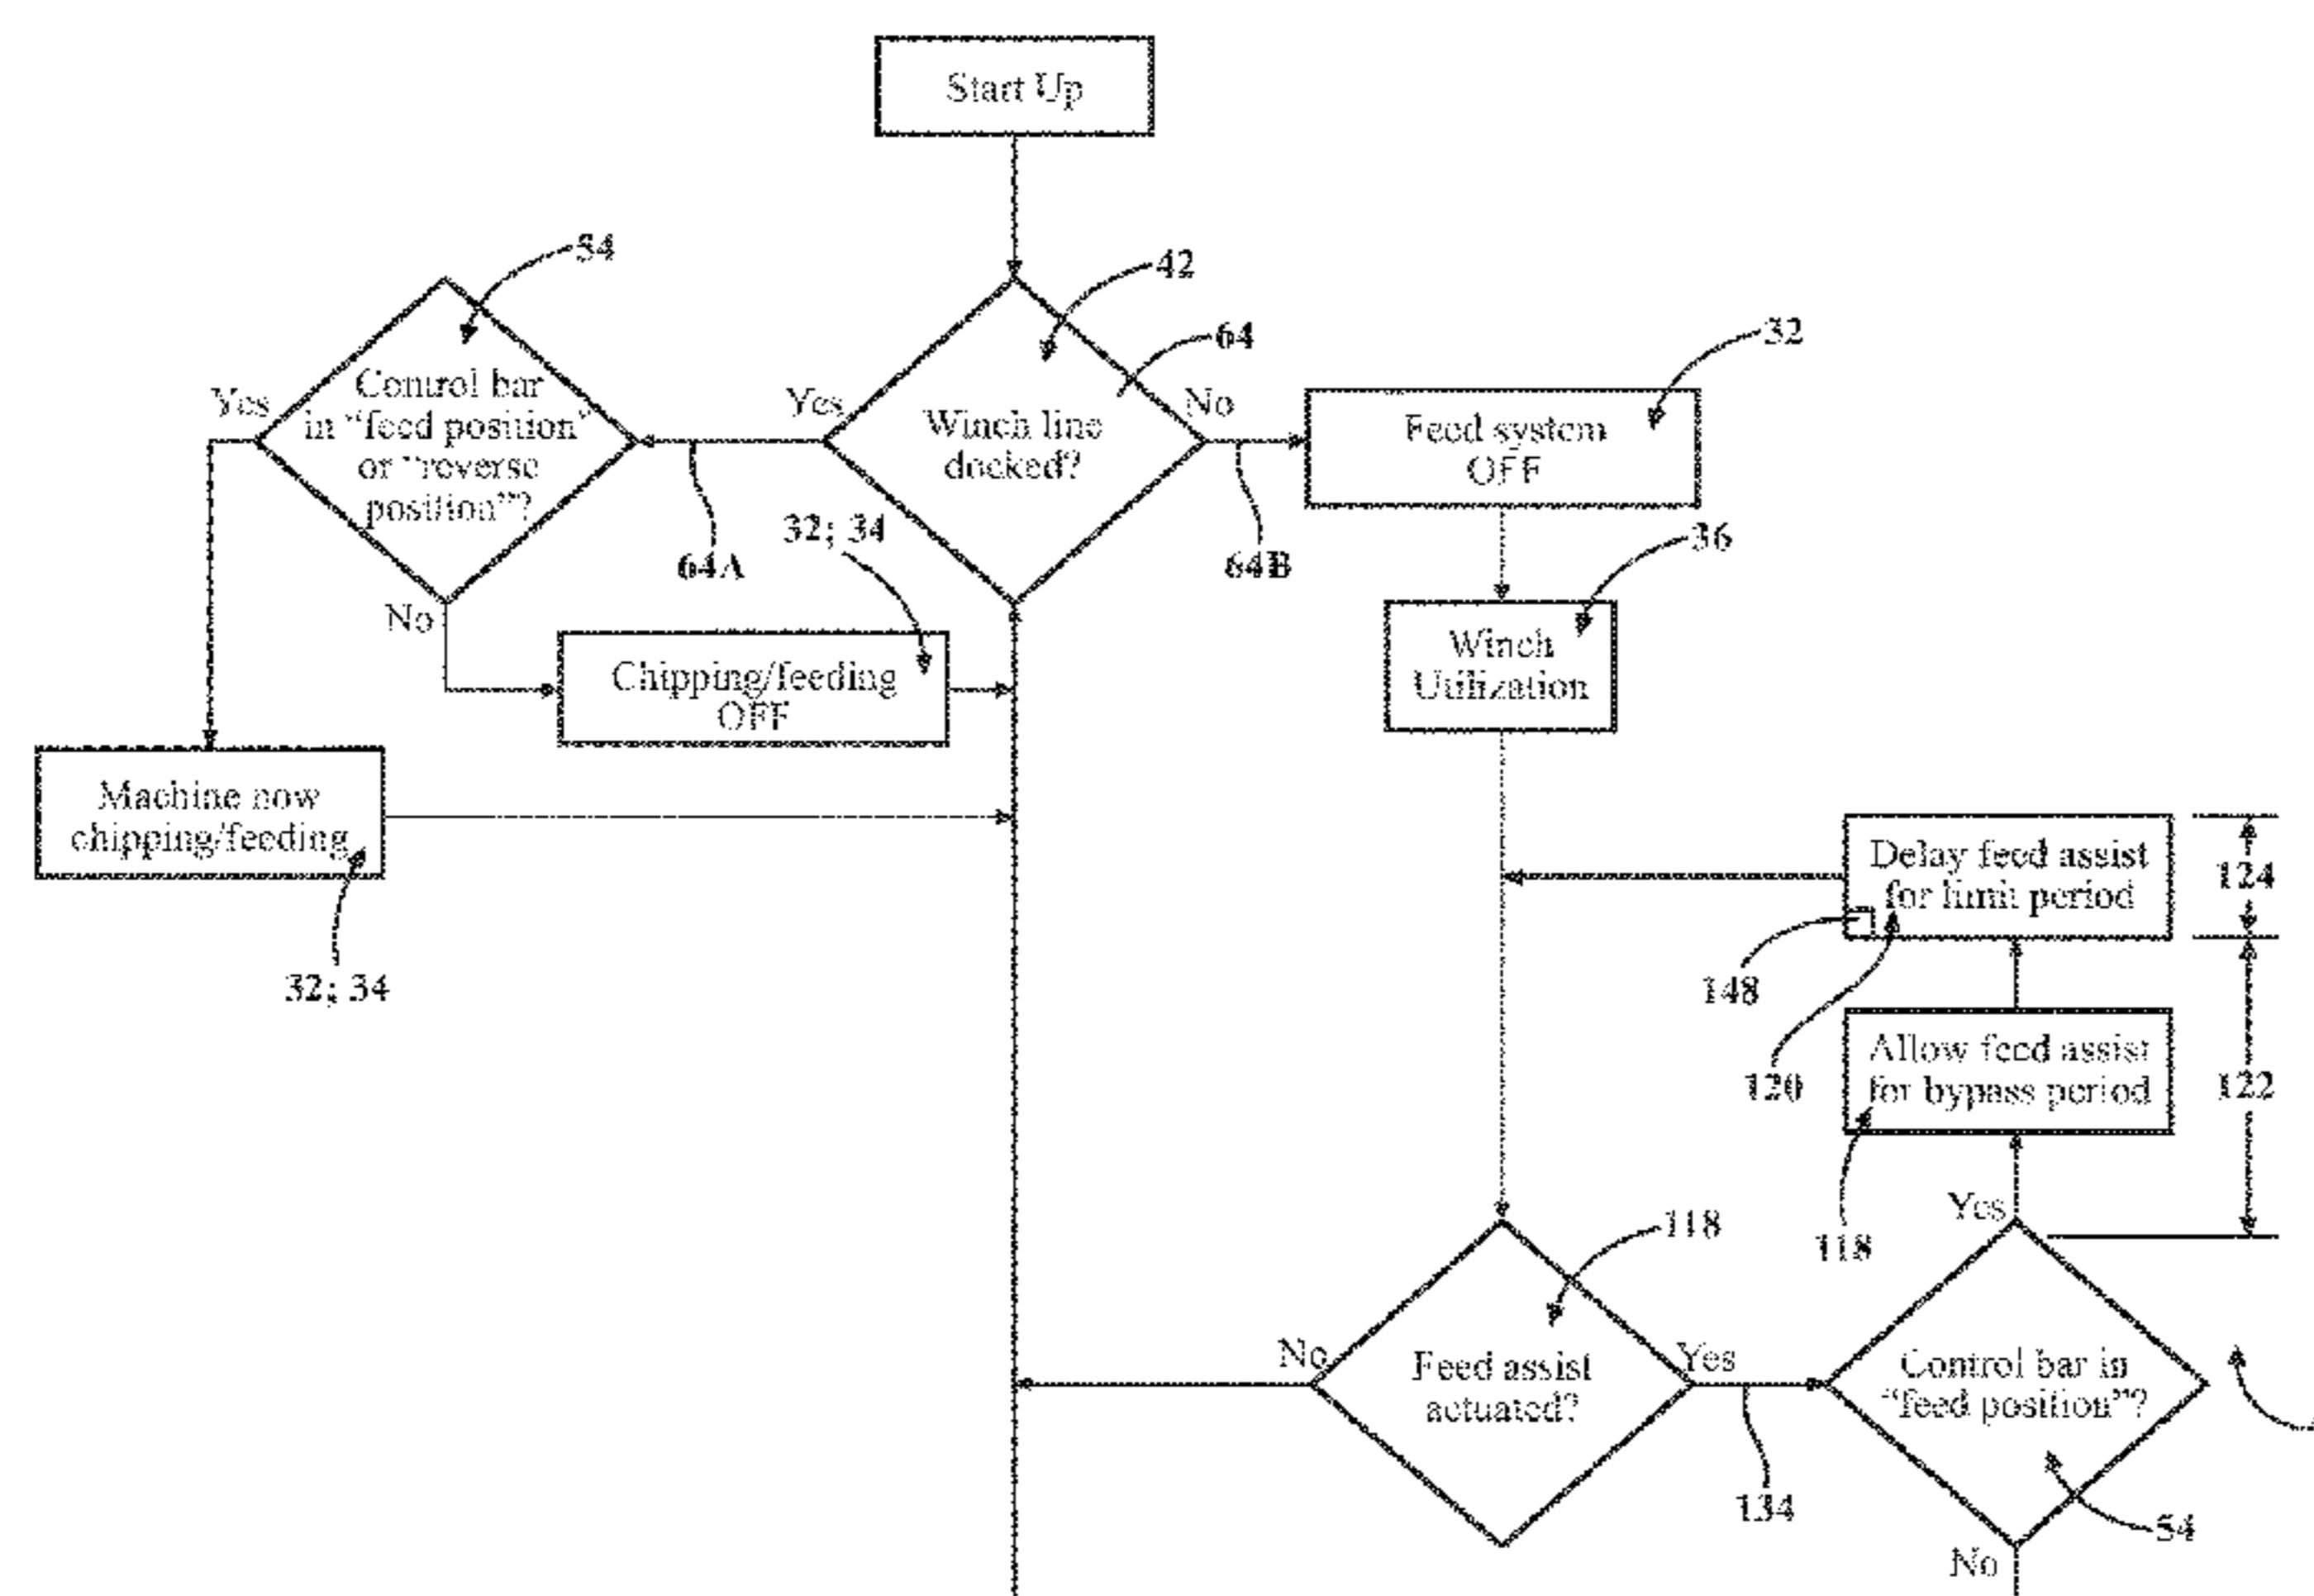 Start Up
54
42
64
32
Yes
Control bar
in “feed position”
or “reverse
position”?
Yes
Winch line
docked?
No
Feed system
OFF
64A
32; 34
64B
36
No
Chipping/feeding
OFF
Winch
Utilization
Machine now
chipping/feeding
32; 34
Delay feed assist
for limit period
124
148
120
Allow feed assist
for bypass period
122
118
Yes
118
No
Feed assist
actuated?
Yes
Control bar in
“feed position”?
134
54
No